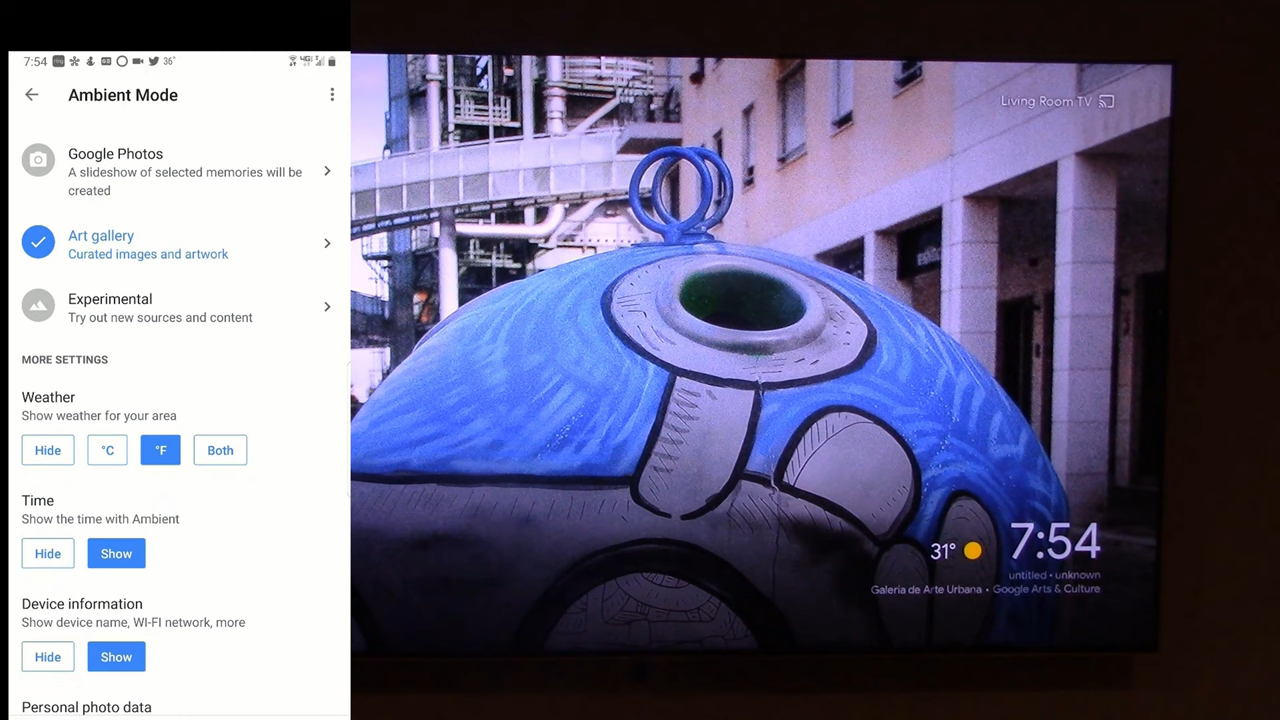 7:54
36°
Ambient Mode
Google Photos
A slideshow of selected memories will be
created
Art gallery
Curated images and artwork
Experimental
Try out new sources and content
MORE SETTINGS
Weather
Show weather for your area
Hide °C °F Both
Time
Show the time with Ambient
Hide Show
Device information
Show device name, WI-FI network, more
Hide Show
Personal photo data
Living Room TV
31° 7:54
untitled • unknown
Galeria de Arte Urbana • Google Arts & Culture